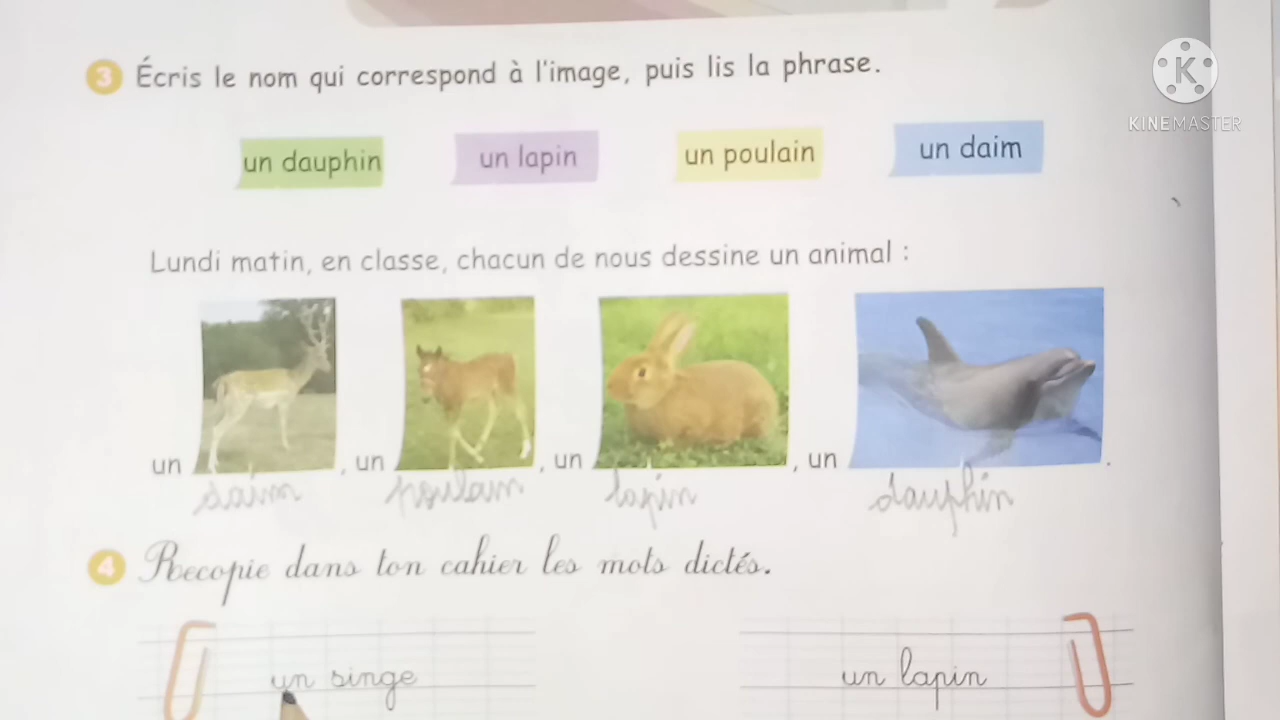 3 Écris le nom qui correspond à l'image, puis lis la phrase.
KINEMASTER
un dauphin un lapin un poulain un daim
Lundi matin, en classe, chacun de nous dessine un animal :
un , un , un , un .
daim poulain lapin dauphin
4 Recopie dans ton cahier les mots dictés.
un singe un lapin